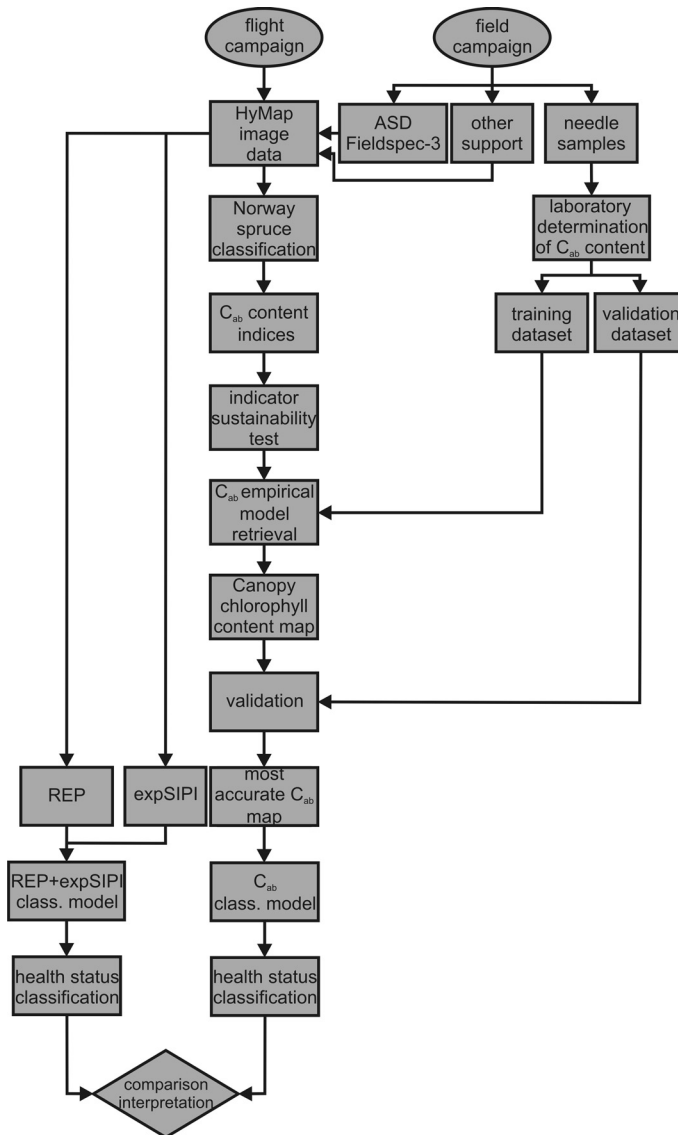 flight
campaign
field
campaign
HyMap
image
data
ASD
Fieldspec-3
other
support
needle
samples
Norway
spruce
classification
laboratory
determination
of Cab content
Cab content
indices
training
dataset
validation
dataset
indicator
sustainability
test
Cab empirical
model
retrieval
Canopy
chlorophyll
content map
validation
REP
expSIPI
most
accurate Cab
map
REP+expSIPI
class. model
Cab
class. model
health status
classification
health status
classification
comparison
interpretation